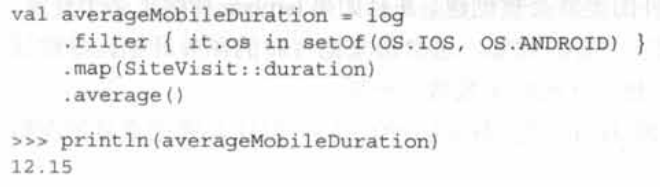 val averageMobileDuration = log
    .filter { it.os in setOf(OS.IOS, OS.ANDROID) }
    .map(SiteVisit::duration)
    .average()

>>> println(averageMobileDuration)
12.15